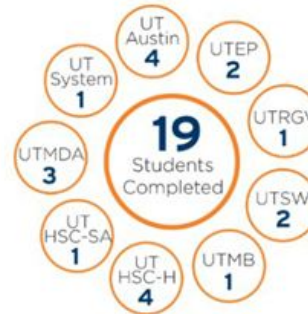 19
Students
Completed
UT
Austin
4
UTEP
2
UTRGV
1
UTSW
2
UTMB
1
UT
HSC-H
4
UT
HSC-SA
1
UTMDA
3
UT
System
1